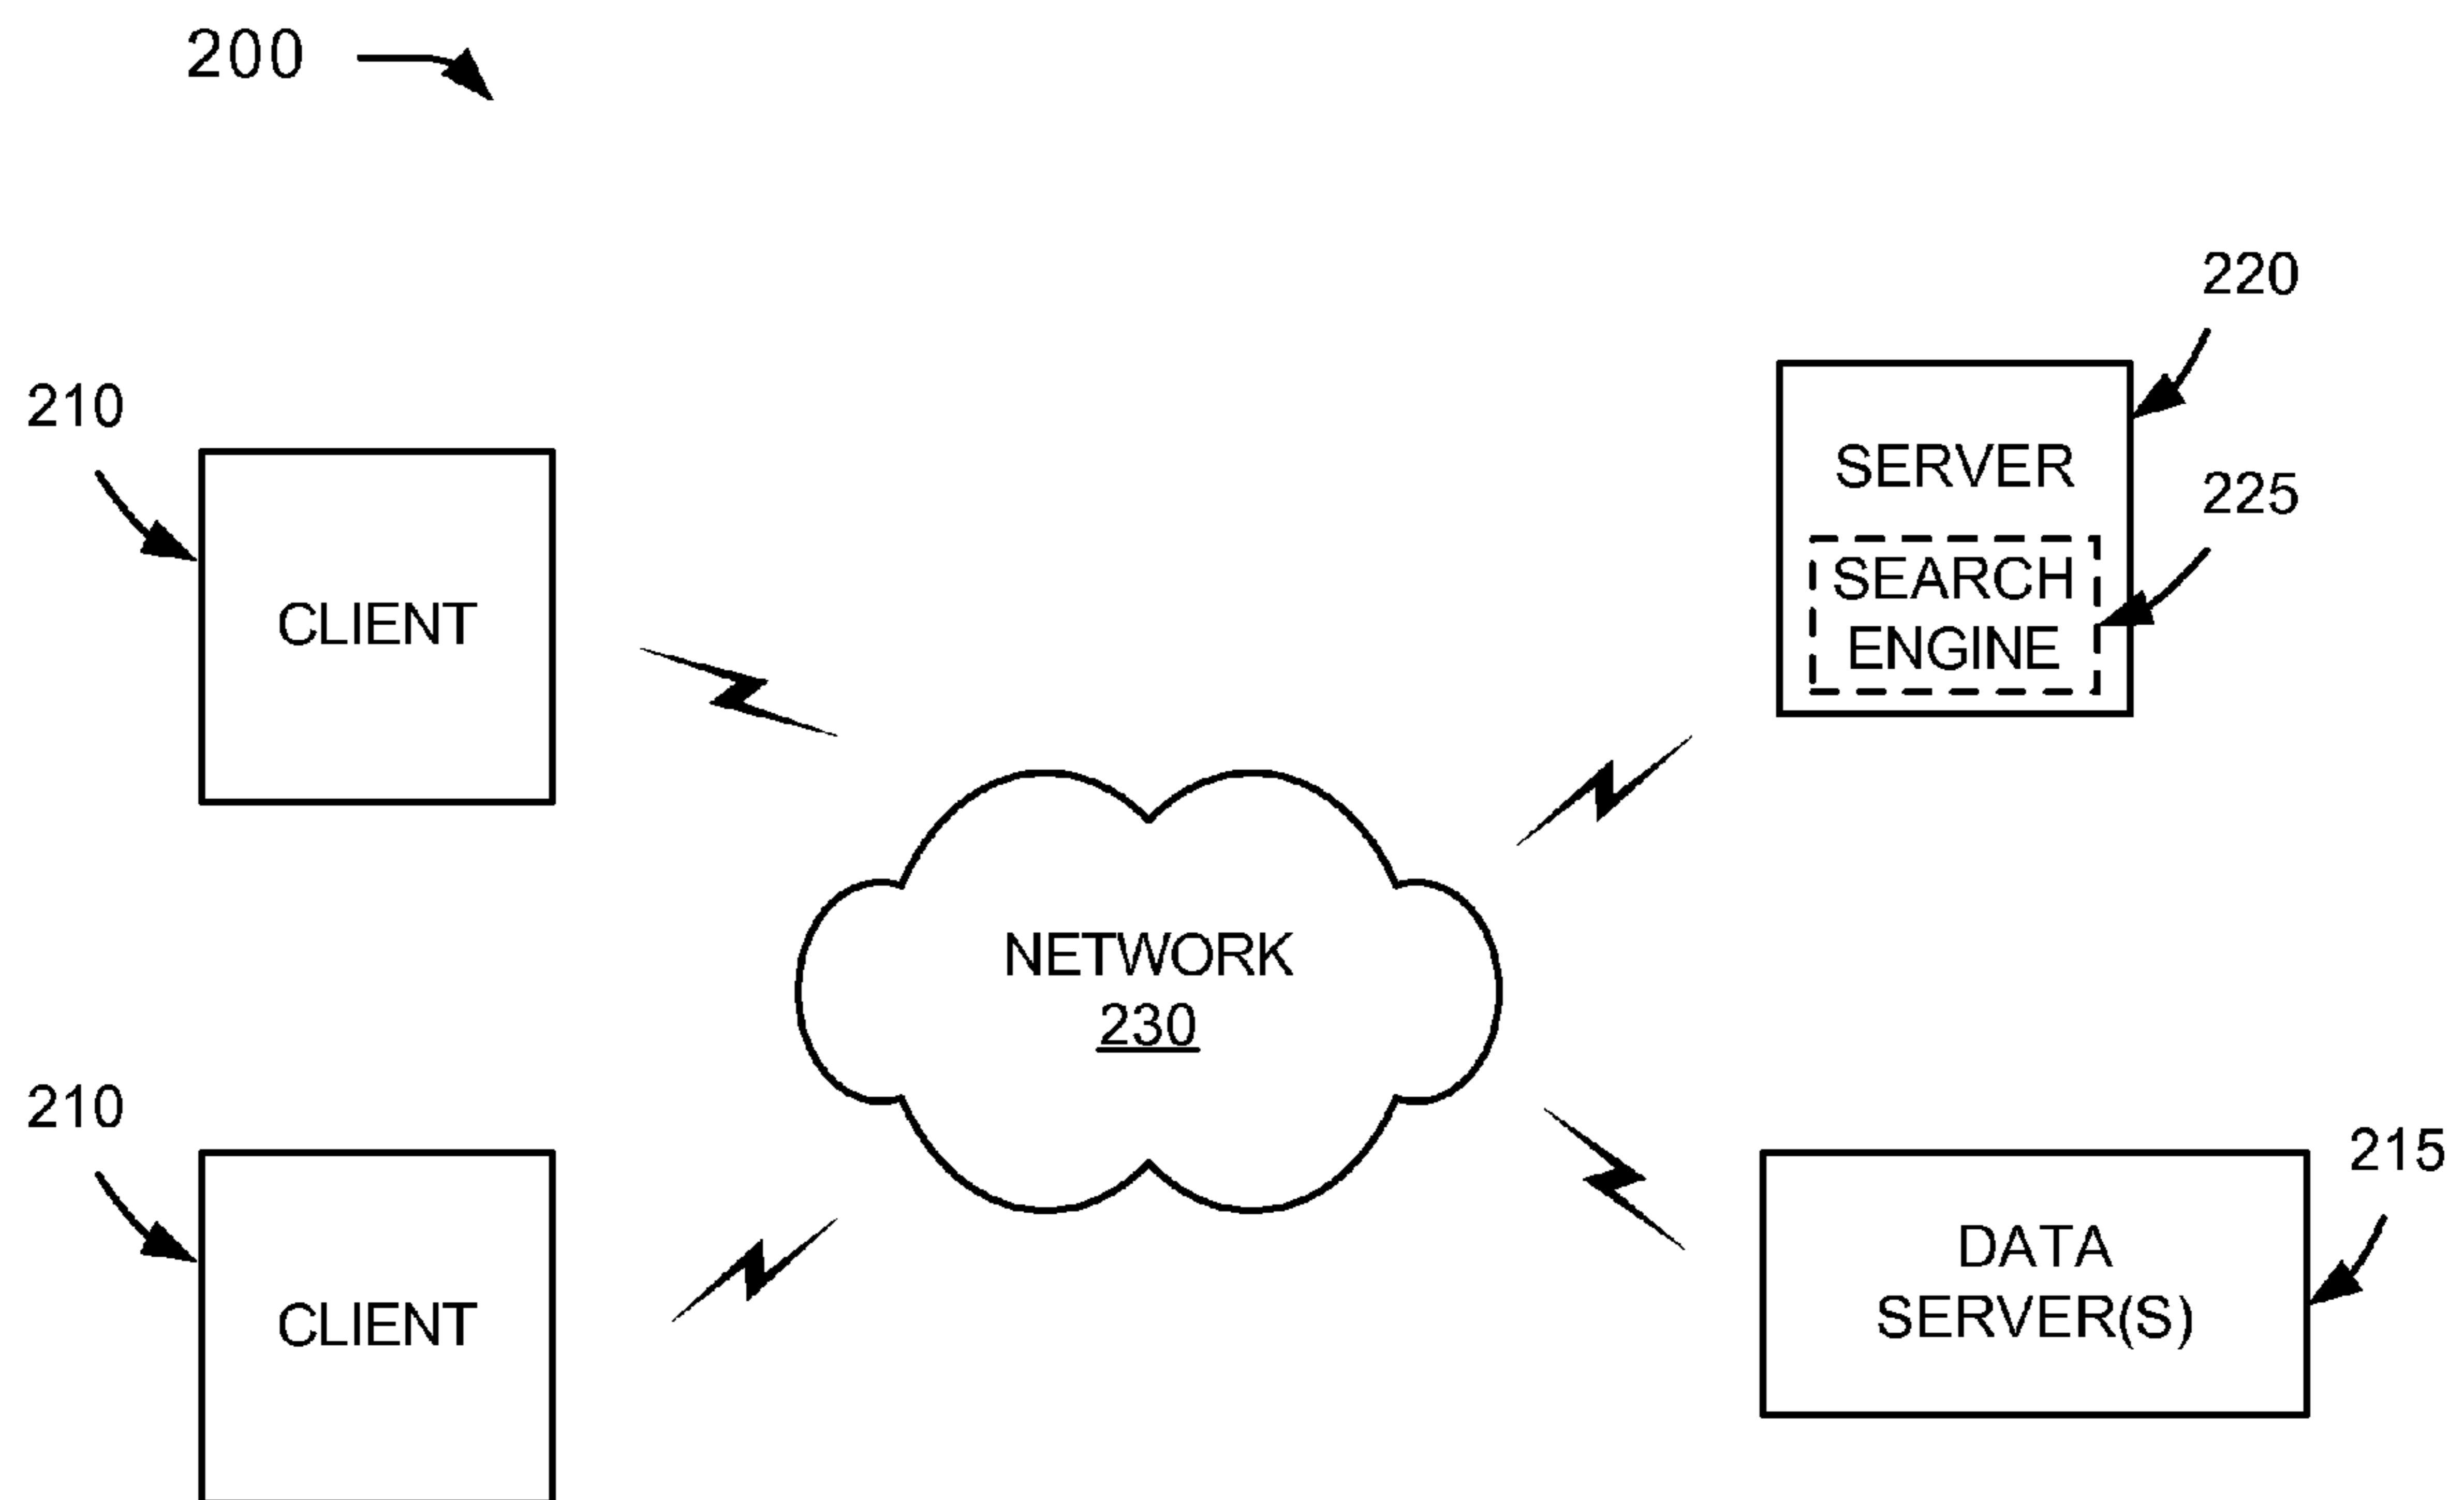 200
220
210
SERVER
225
SEARCH
ENGINE
CLIENT
NETWORK
230
210
215
DATA
SERVER(S)
CLIENT